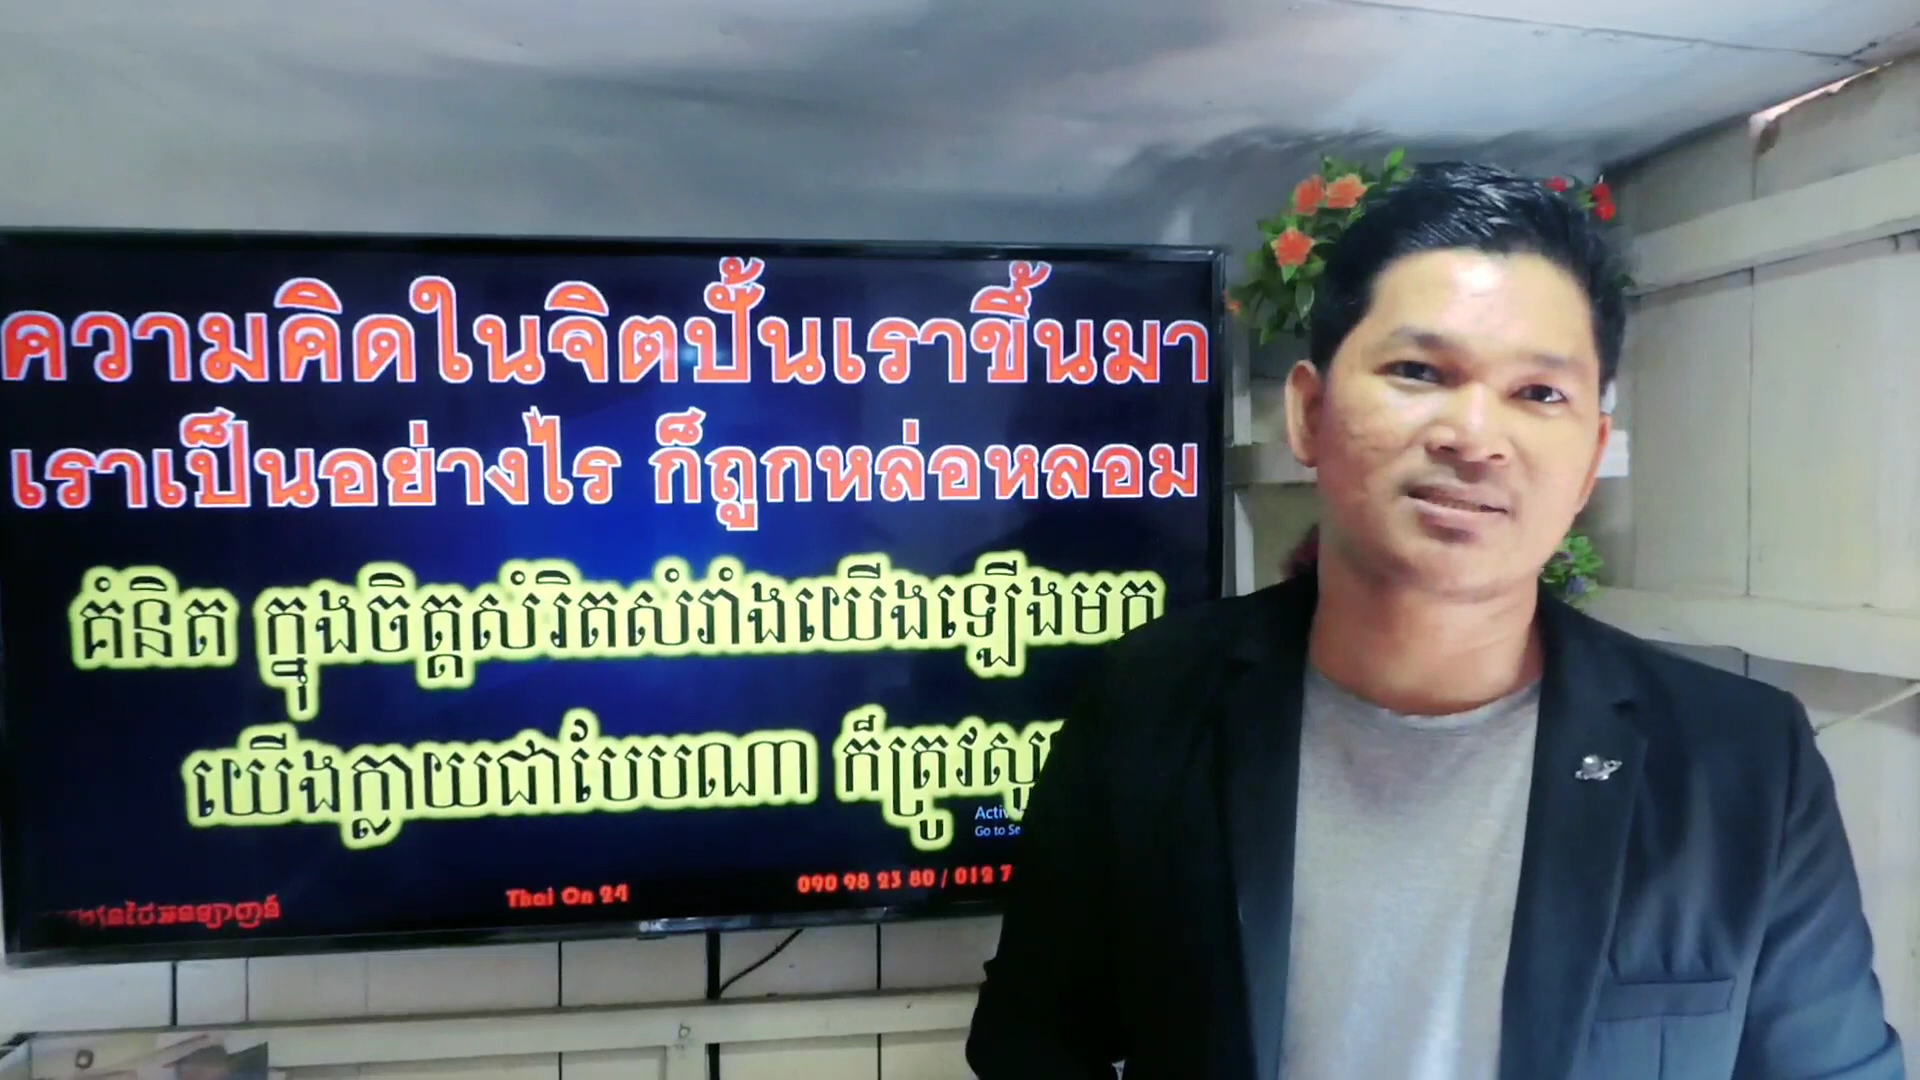 ความคิดในจิตปั้นเราขึ้นมา
เราเป็นอย่างไร ก็ถูกหล่อหลอม
គំនិត ក្នុងចិត្តសំរិតសំរាំងយើងឡើងមក
យើងក្លាយជាបែបណា ក៏ត្រូវ
Go to
Thai On 24
090 98 23 80 / 012 7
LG